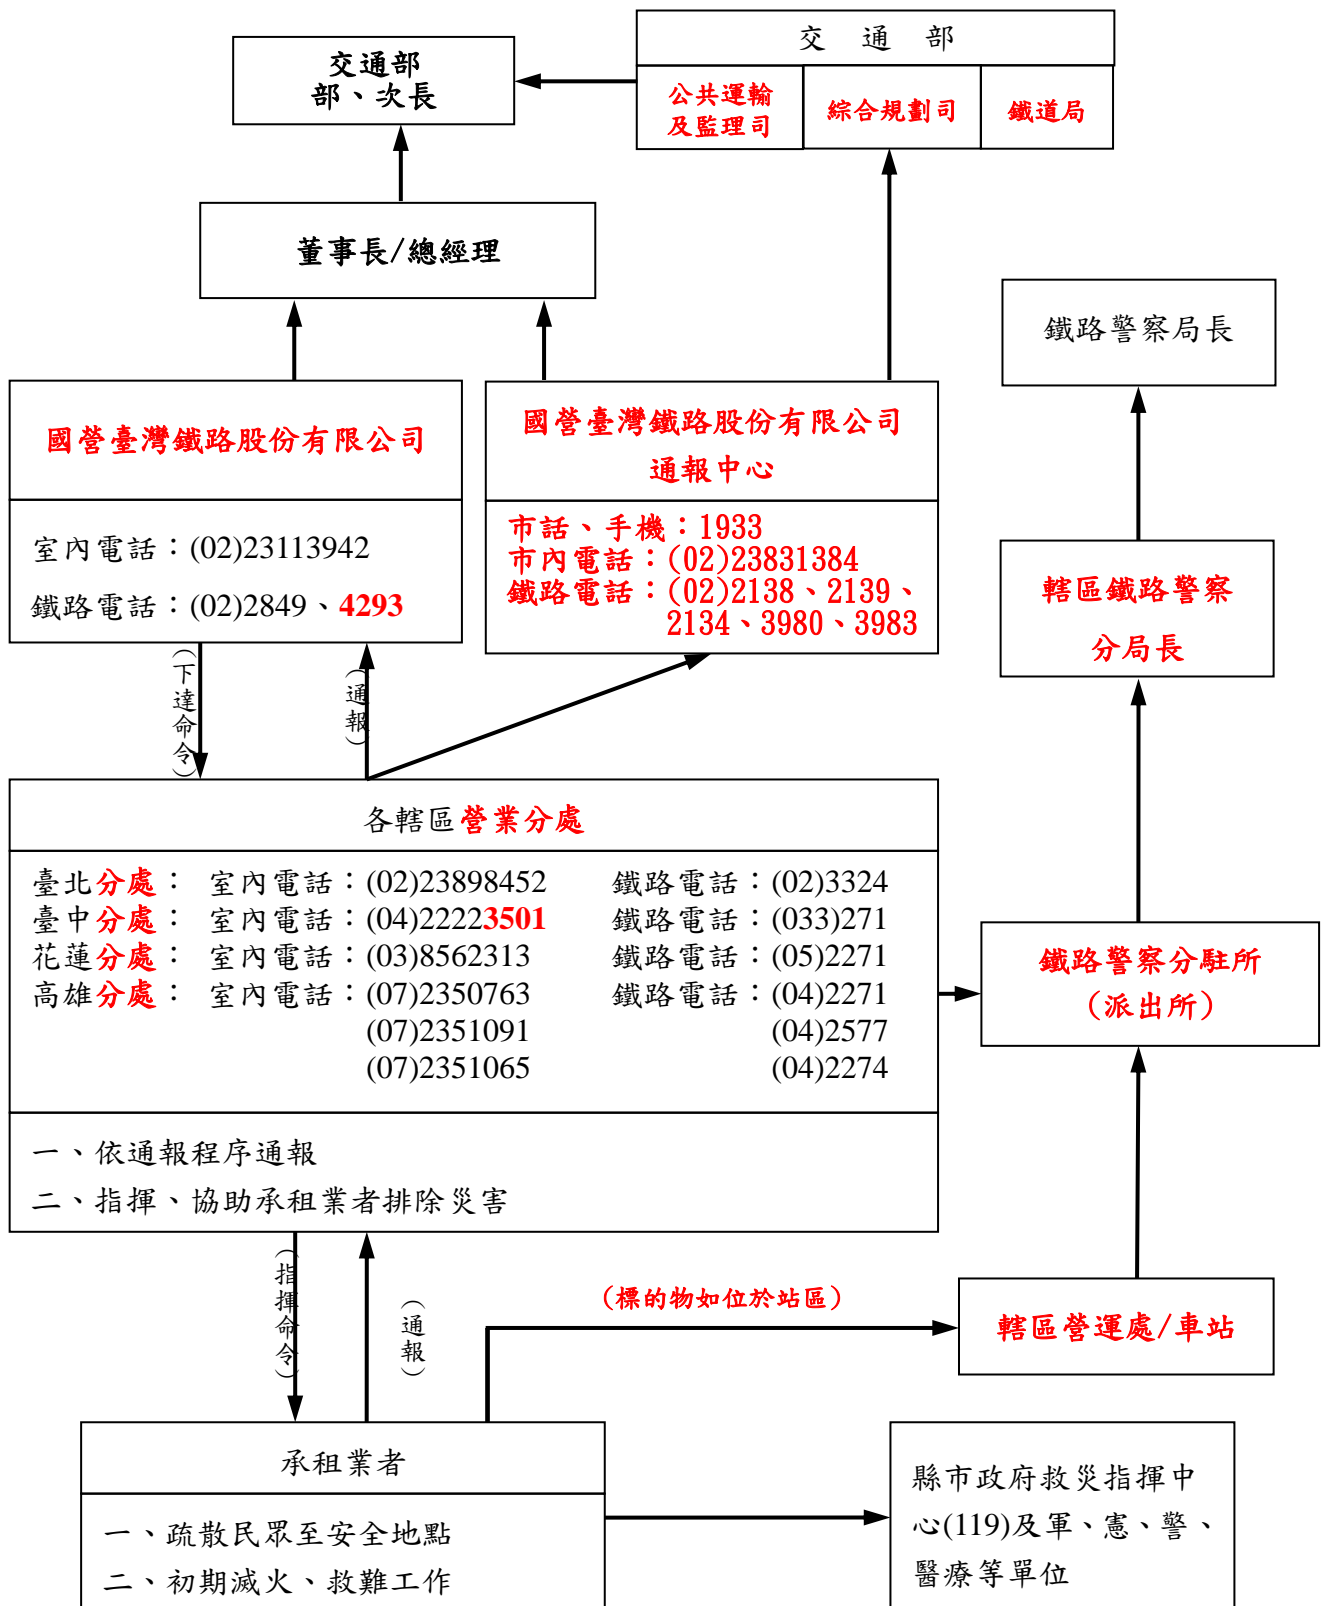 交通部
交通部
部、次長
公共運輸
及監理司
綜合規劃司
鐵道局
董事長/總經理
鐵路警察局長
國營臺灣鐵路股份有限公司
室內電話：(02)23113942
鐵路電話：(02)2849、4293
國營臺灣鐵路股份有限公司
通報中心
市話、手機：1933
市內電話：(02)23831384
鐵路電話：(02)2138、2139、
2134、3980、3983
轄區鐵路警察
分局長
（下達命令）
（通報）
各轄區營業分處
臺北分處： 室內電話：(02)23898452 鐵路電話：(02)3324
臺中分處： 室內電話：(04)22223501 鐵路電話：(033)271
花蓮分處： 室內電話：(03)8562313 鐵路電話：(05)2271
高雄分處： 室內電話：(07)2350763 鐵路電話：(04)2271
(07)2351091 (04)2577
(07)2351065 (04)2274
一、依通報程序通報
二、指揮、協助承租業者排除災害
鐵路警察分駐所
（派出所）
（指揮命令）
（通報）
（標的物如位於站區）
轄區營運處/車站
承租業者
一、疏散民眾至安全地點
二、初期滅火、救難工作
縣市政府救災指揮中
心(119)及軍、憲、警、
醫療等單位